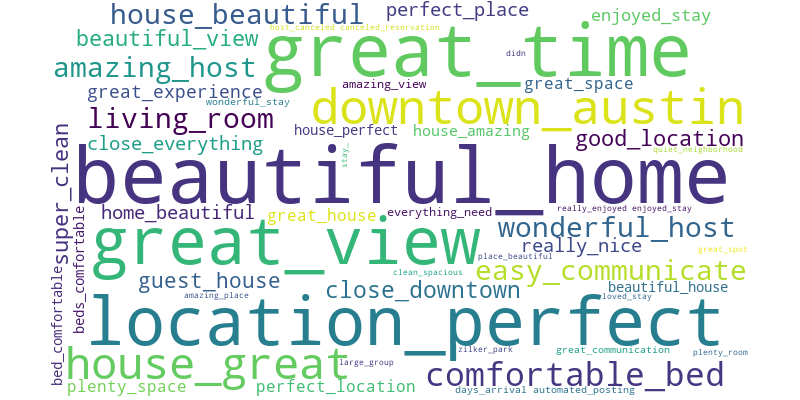 house_beautiful
perfect_place
enjoyed_stay
host_canceled canceled_reservation
beautiful_view
great_time
didn
amazing_host
amazing_view
great_space
great_experience
wonderful_stay
living_room
downtown_austin
house_perfect
house_amazing
good_location
close_everything
stay_
quiet_neighborhood
super_clean
beautiful_home
beds_comfortable
home_beautiful
great_house
everything_need
really_enjoyed enjoyed_stay
great_view
wonderful_host
really_nice
great_spot
place_beautiful
bed_comfortable
guest_house
clean_spacious
easy_communicate
close_downtown
beautiful_house
amazing_place
loved_stay
location_perfect
house_great
zilker_park
great_communication
plenty_room
large_group
comfortable_bed
plenty_space
perfect_location
days_arrival automated_posting